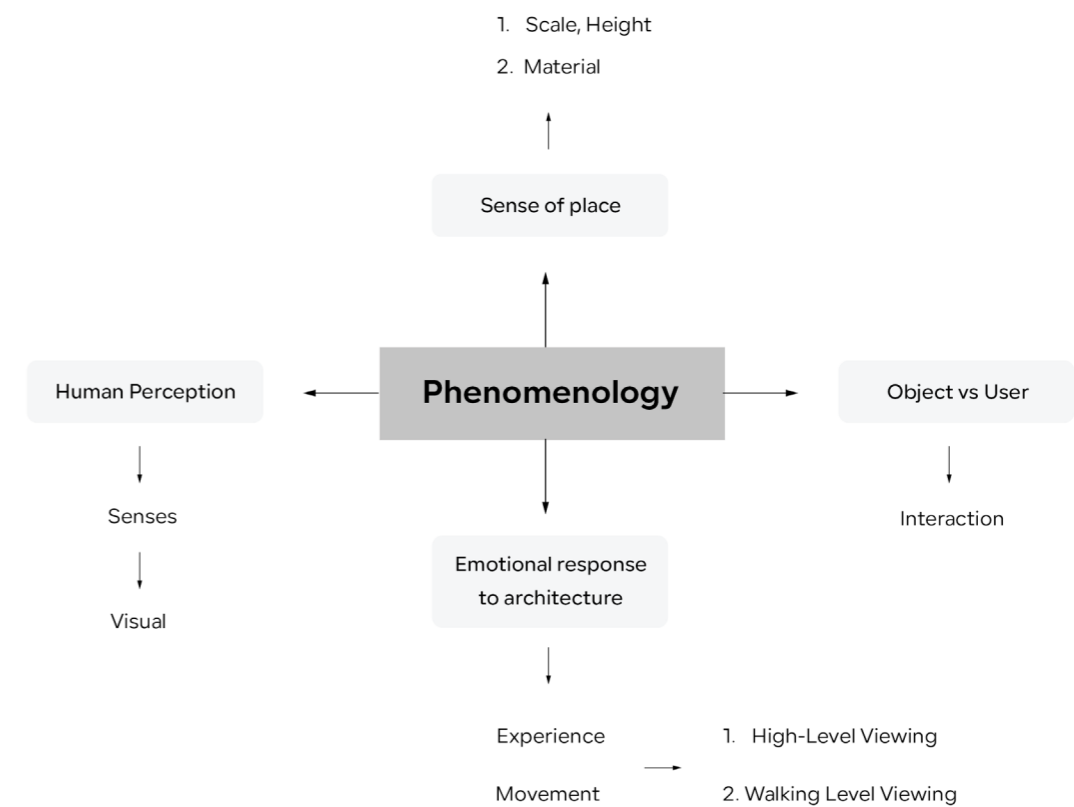 1. Scale, Height
2. Material
Sense of place
Human Perception
Phenomenology
Object vs User
Senses
Interaction
Visual
Emotional response
to architecture
Experience
1. High-Level Viewing
Movement
2. Walking Level Viewing